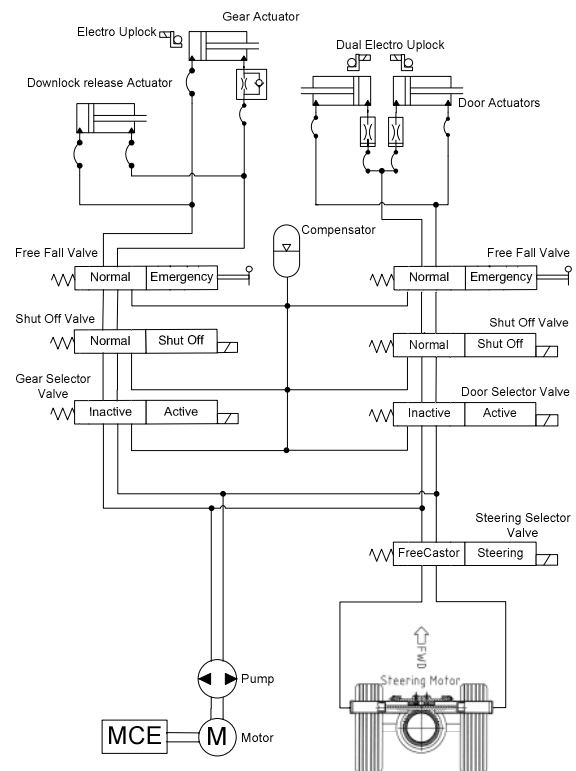 Gear Actuator
Electro Uplock
Dual Electro Uplock
Downlock release Actuator
Door Actuators
Compensator
Free Fall Valve
Normal
Emergency
Free Fall Valve
Normal
Emergency
Shut Off Valve
Normal
Shut Off
Shut Off Valve
Normal
Shut Off
Gear Selector
Valve
Inactive
Active
Door Selector Valve
Inactive
Active
Steering Selector
Valve
FreeCastor
Steering
FWD
Steering Motor
Pump
MCE
M
Motor